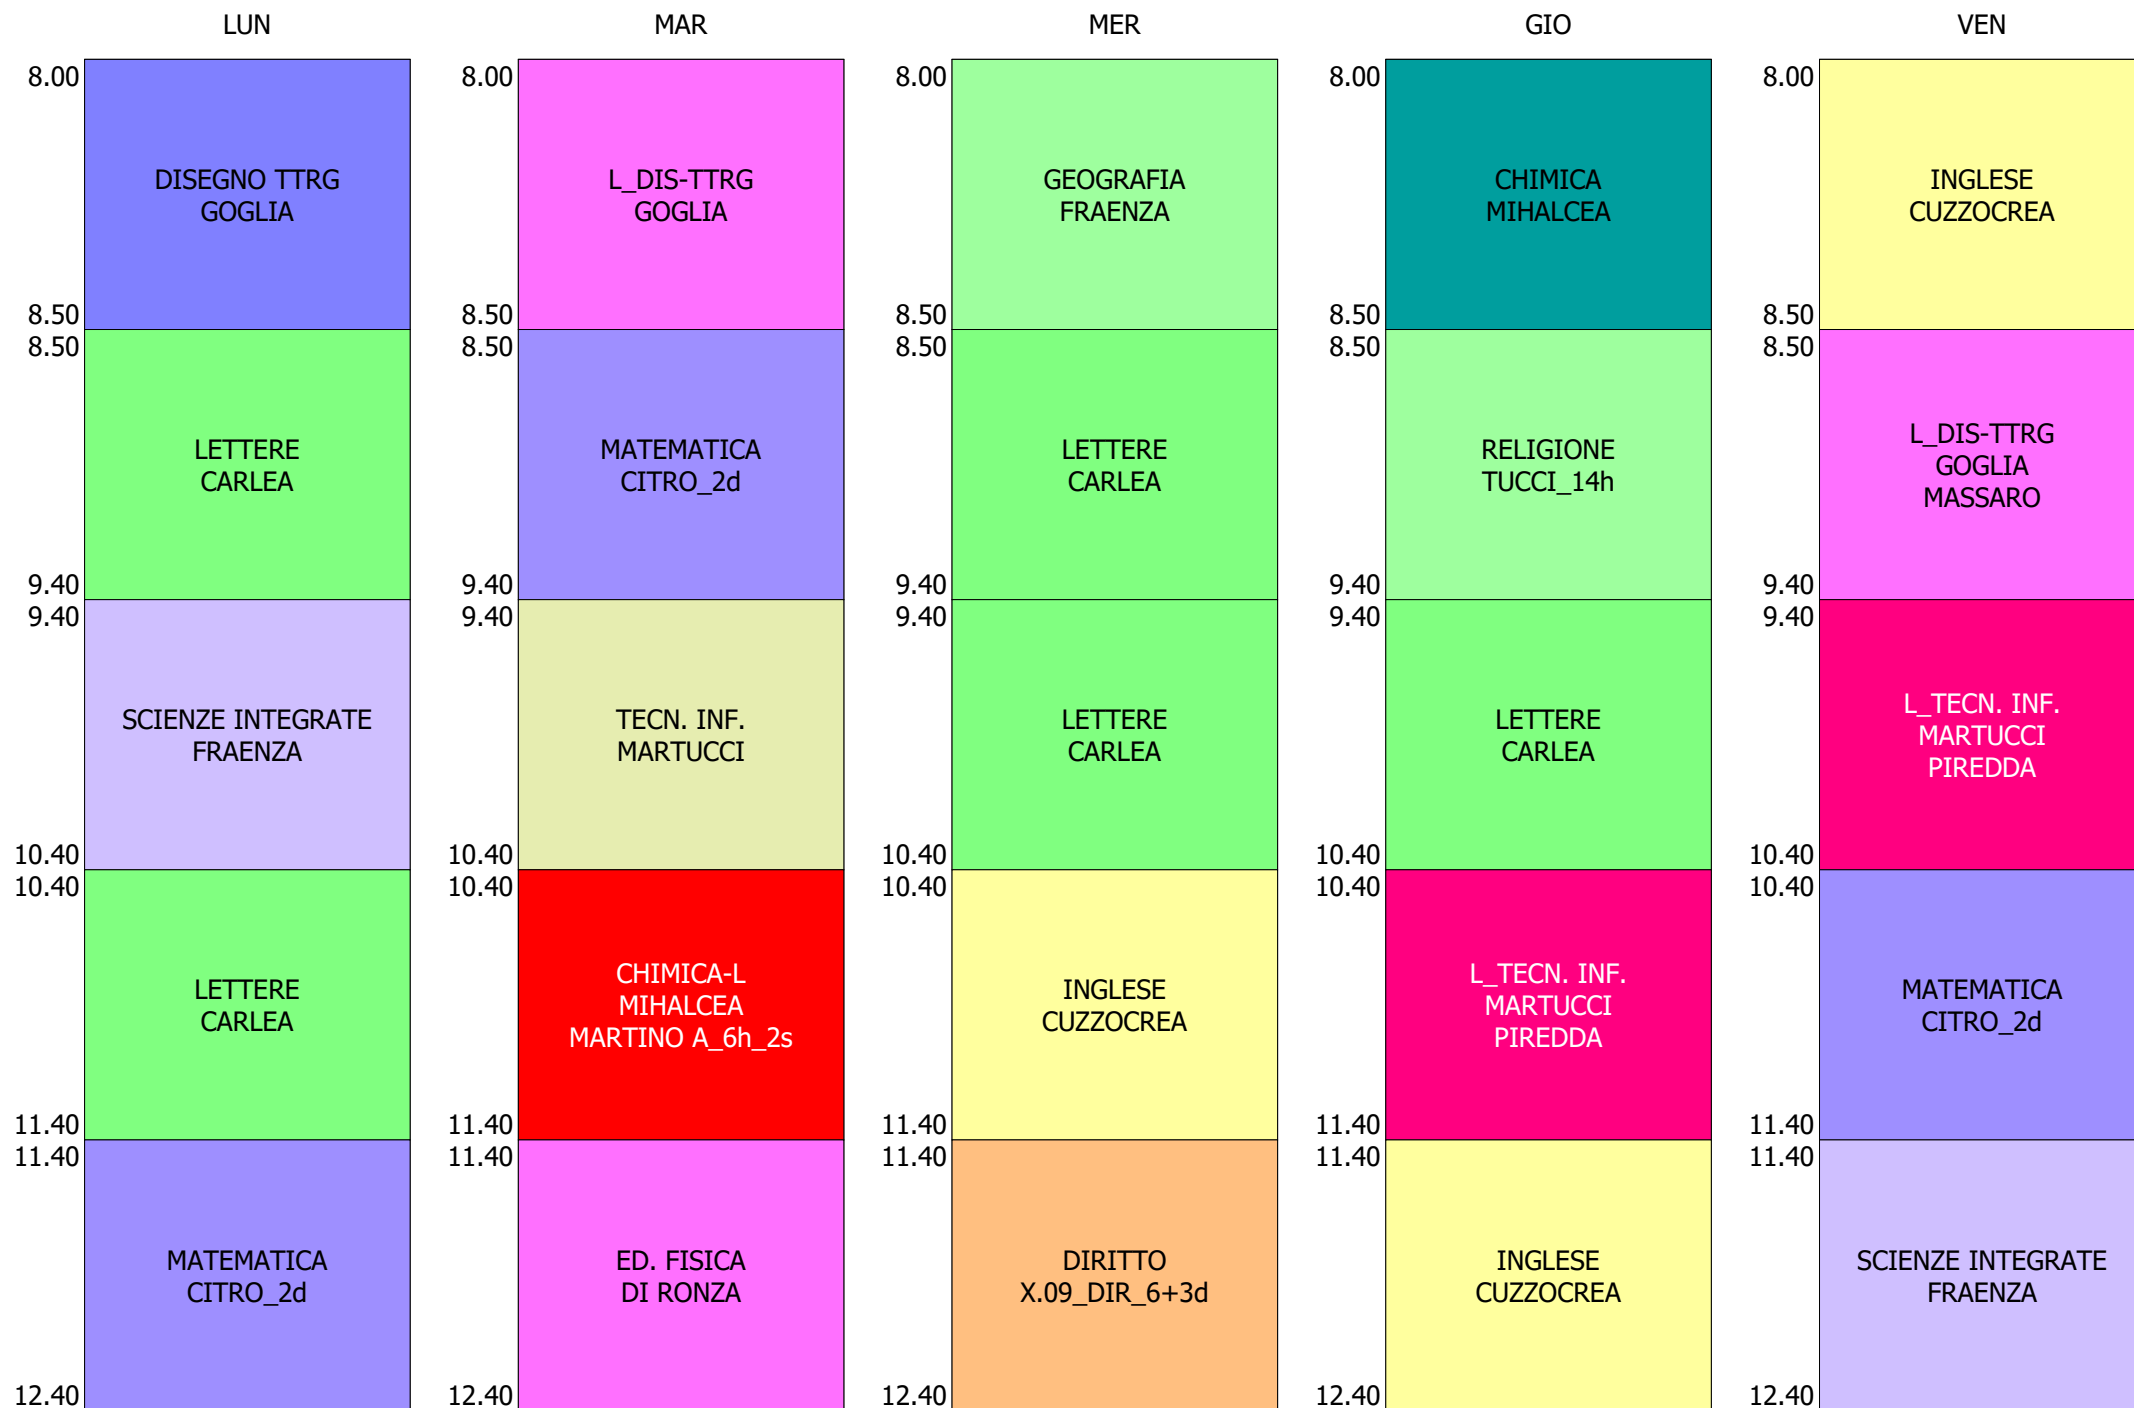 LUN
MAR
MER
GIO
VEN
8.00
DISEGNO TTRG
GOGLIA
8.50
8.00
L_DIS-TTRG
GOGLIA
8.50
8.00
GEOGRAFIA
FRAENZA
8.50
8.00
CHIMICA
MIHALCEA
8.50
8.00
INGLESE
CUZZOCREA
8.50
8.50
LETTERE
CARLEA
9.40
8.50
MATEMATICA
CITRO_2d
9.40
8.50
LETTERE
CARLEA
9.40
8.50
RELIGIONE
TUCCI_14h
9.40
8.50
L_DIS-TTRG
GOGLIA
MASSARO
9.40
9.40
SCIENZE INTEGRATE
FRAENZA
10.40
9.40
TECN. INF.
MARTUCCI
10.40
9.40
LETTERE
CARLEA
10.40
9.40
LETTERE
CARLEA
10.40
9.40
L_TECN. INF.
MARTUCCI
PIREDDA
10.40
10.40
LETTERE
CARLEA
11.40
10.40
CHIMICA-L
MIHALCEA
MARTINO A_6h_2s
11.40
10.40
INGLESE
CUZZOCREA
11.40
10.40
L_TECN. INF.
MARTUCCI
PIREDDA
11.40
10.40
MATEMATICA
CITRO_2d
11.40
11.40
MATEMATICA
CITRO_2d
12.40
11.40
ED. FISICA
DI RONZA
12.40
11.40
DIRITTO
X.09_DIR_6+3d
12.40
11.40
INGLESE
CUZZOCREA
12.40
11.40
SCIENZE INTEGRATE
FRAENZA
12.40